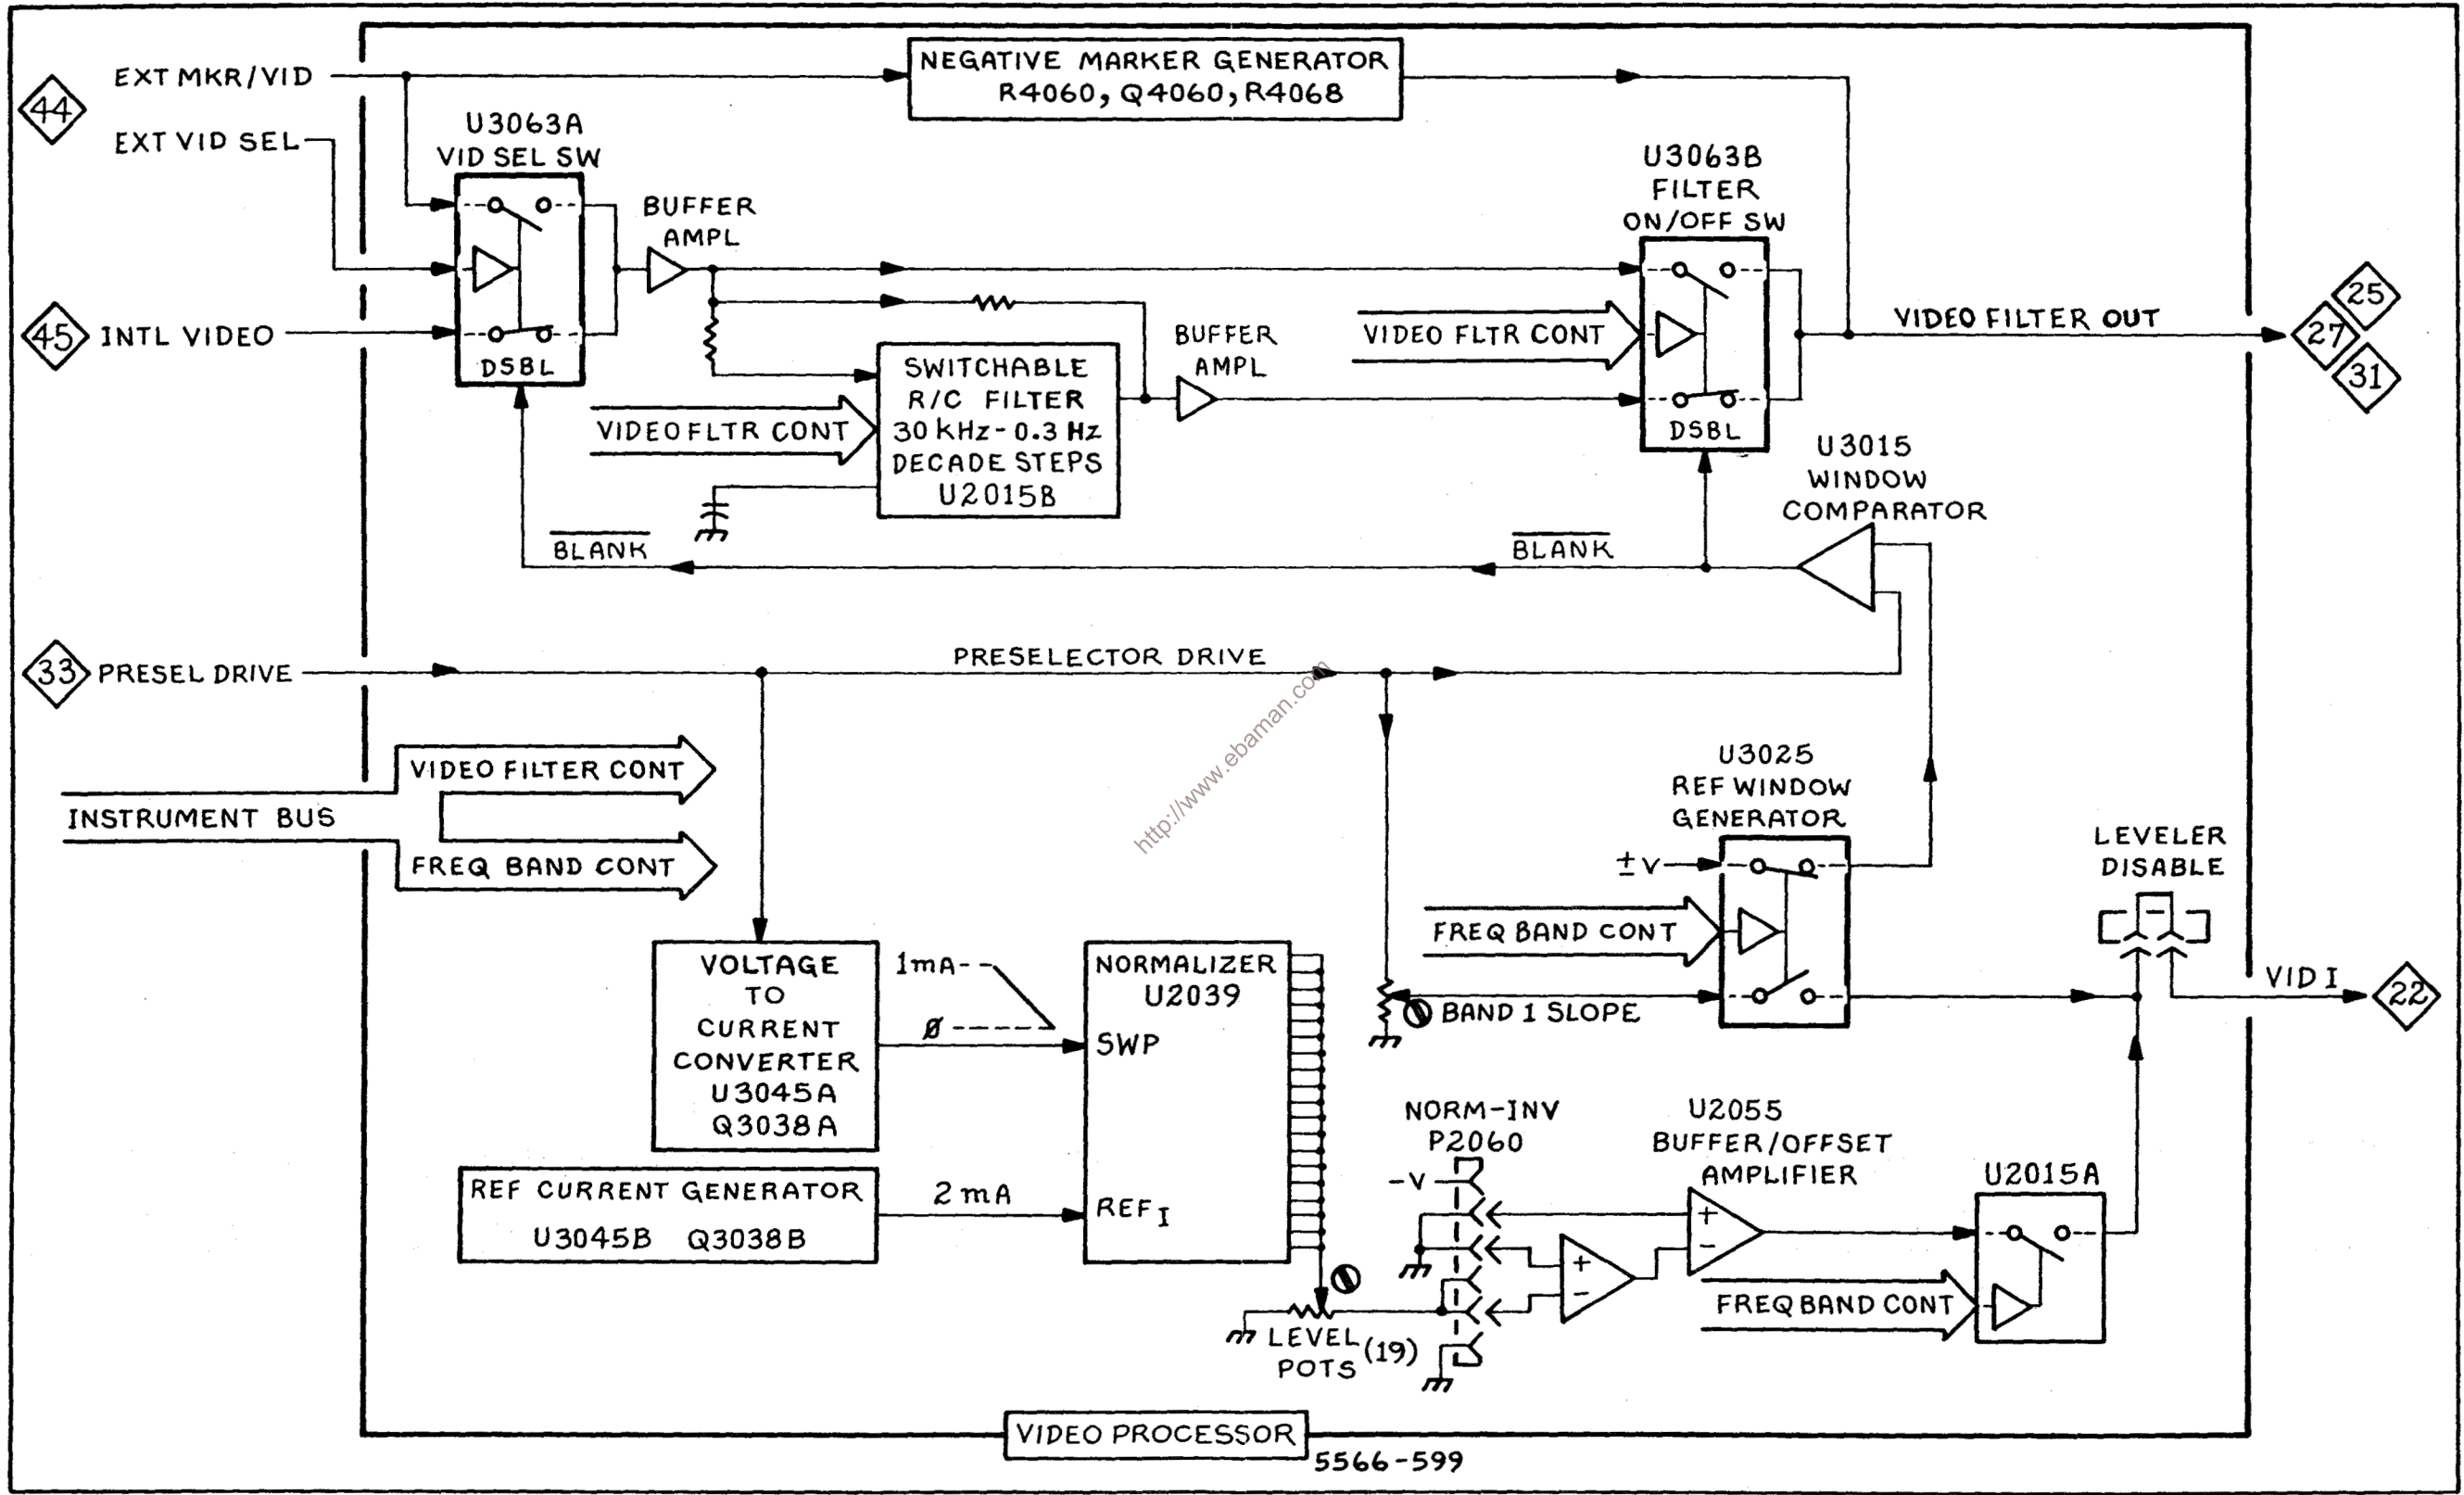 NEGATIVE MARKER GENERATOR
R4060, Q4060, R4068
44
EXT MKR/VID
EXT VID SEL
U3063A
VID SEL SW
DSBL
BUFFER
AMPL
U3063B
FILTER
ON/OFF SW
DSBL
45
INTL VIDEO
VIDEO FLTR CONT
BUFFER
AMPL
VIDEO FILTER OUT
25
27
31
SWITCHABLE
R/C FILTER
30 kHz - 0.3 Hz
DECADE STEPS
U2015B
VIDEO FLTR CONT
U3015
WINDOW
COMPARATOR
BLANK
BLANK
33
PRESEL DRIVE
PRESELECTOR DRIVE
http://www.ebaman.com
VIDEO FILTER CONT
INSTRUMENT BUS
FREQ BAND CONT
U3025
REF WINDOW
GENERATOR
±V
FREQ BAND CONT
BAND 1 SLOPE
LEVELER
DISABLE
VID I
22
VOLTAGE
TO
CURRENT
CONVERTER
U3045A
Q3038A
1mA
Ø
NORMALIZER
U2039
SWP
REF I
REF CURRENT GENERATOR
U3045B Q3038B
2 mA
NORM-INV
P2060
-V
U2055
BUFFER/OFFSET
AMPLIFIER
+
-
+
-
U2015A
FREQ BAND CONT
LEVEL
POTS (19)
VIDEO PROCESSOR
5566-599